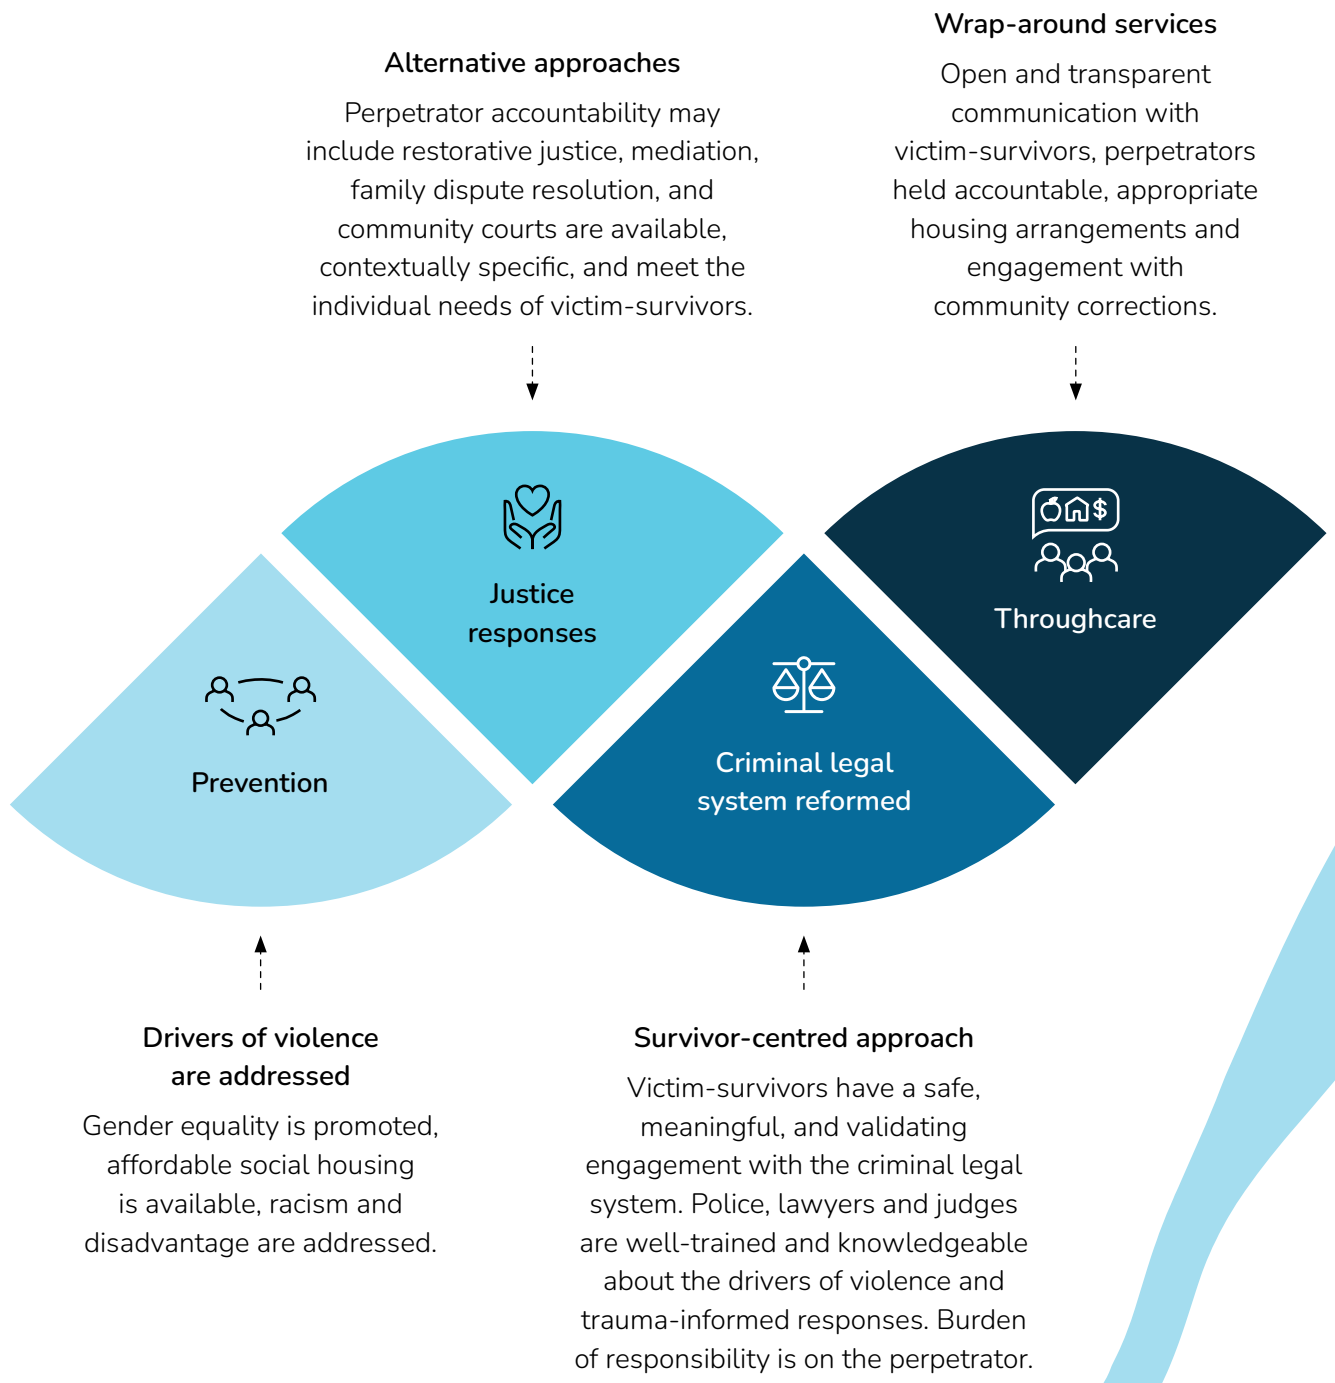 Alternative approaches
Perpetrator accountability may
include restorative justice, mediation,
family dispute resolution, and
community courts are available,
contextually specific, and meet the
individual needs of victim-survivors.
Wrap-around services
Open and transparent
communication with
victim-survivors, perpetrators
held accountable, appropriate
housing arrangements and
engagement with
community corrections.
Prevention
Justice
responses
Criminal legal
system reformed
$
Throughcare
Drivers of violence
are addressed
Gender equality is promoted,
affordable social housing
is available, racism and
disadvantage are addressed.
Survivor-centred approach
Victim-survivors have a safe,
meaningful, and validating
engagement with the criminal legal
system. Police, lawyers and judges
are well-trained and knowledgeable
about the drivers of violence and
trauma-informed responses. Burden
of responsibility is on the perpetrator.